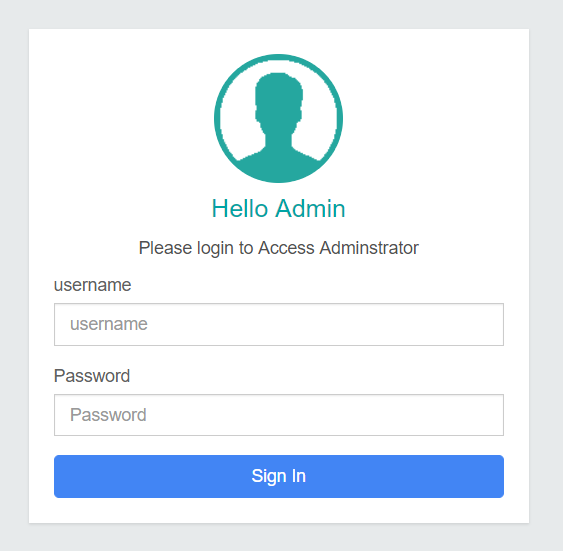 Hello Admin
Please login to Access Adminstrator
username
username
Password
Password
Sign In